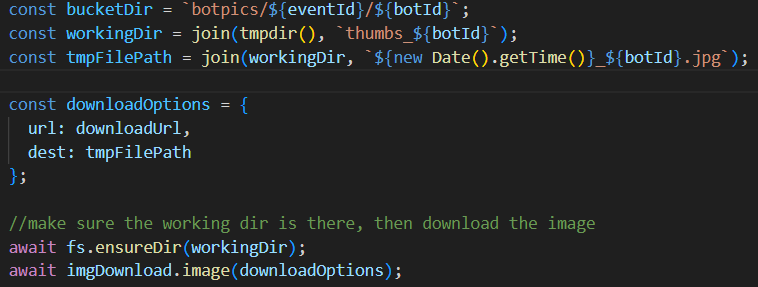 const bucketDir = `botpics/${eventId}/${botId}`;
const workingDir = join(tmpdir(), `thumbs_${botId}`);
const tmpFilePath = join(workingDir, `${new Date().getTime()}_${botId}.jpg`);
const downloadOptions = {
  url: downloadUrl,
  dest: tmpFilePath
};
//make sure the working dir is there, then download the image
await fs.ensureDir(workingDir);
await imgDownload.image(downloadOptions);